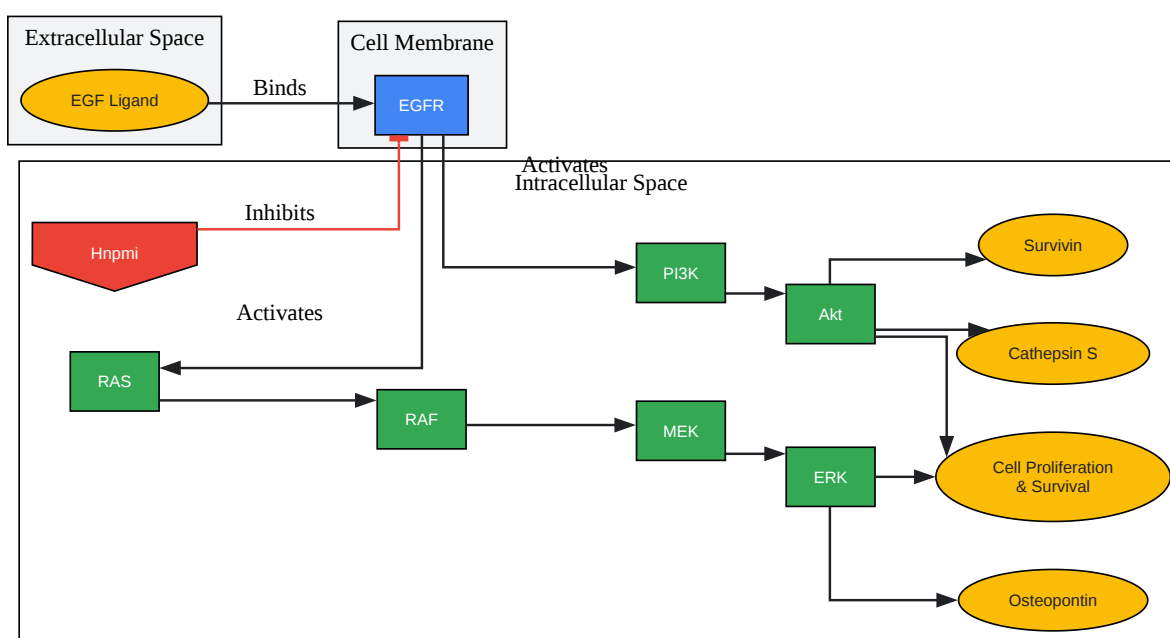 Extracellular Space
Cell Membrane
EGF Ligand
Binds
EGFR
Activates
Intracellular Space
Inhibits
Hnpmi
Survivin
PI3K
Akt
Activates
Cathepsin S
RAS
RAF
MEK
ERK
Cell Proliferation
& Survival
Osteopontin